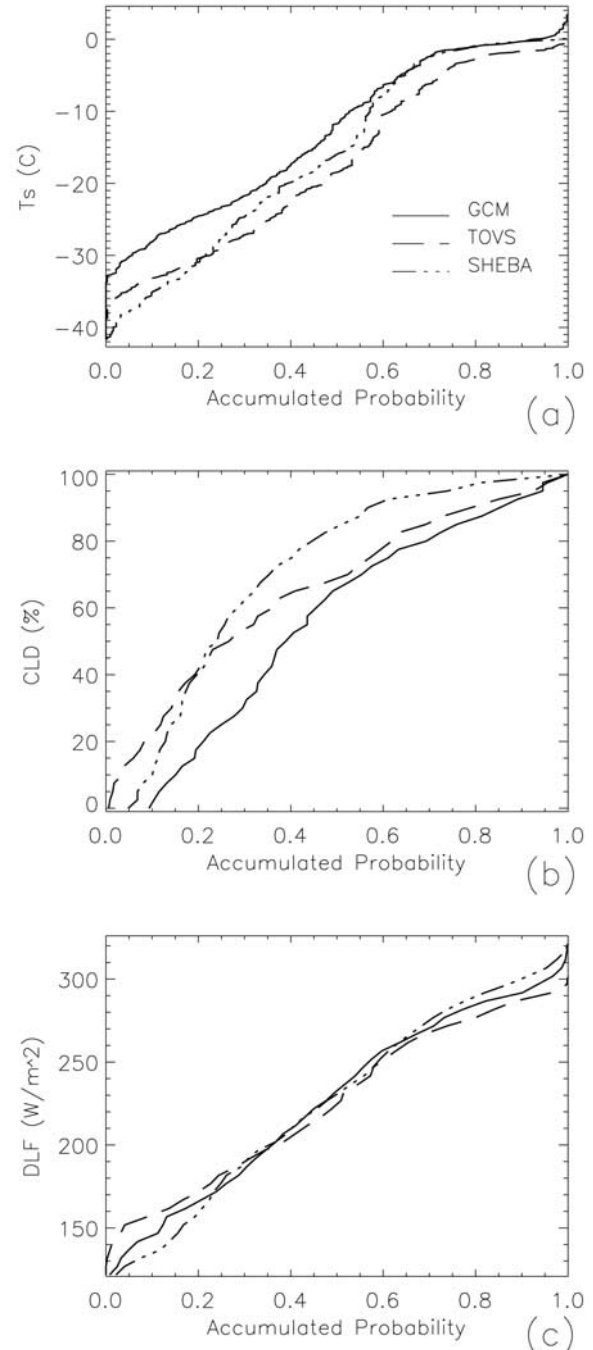 0
-10
-20
-30
-40
Ts (C)
GCM
TOVS
SHEBA
0.0 0.2 0.4 0.6 0.8 1.0
Accumulated Probability
(a)
100
80
60
40
20
0
CLD (%)
0.0 0.2 0.4 0.6 0.8 1.0
Accumulated Probability
(b)
300
250
200
150
DLF (W/m^2)
0.0 0.2 0.4 0.6 0.8 1.0
Accumulated Probability
(c)